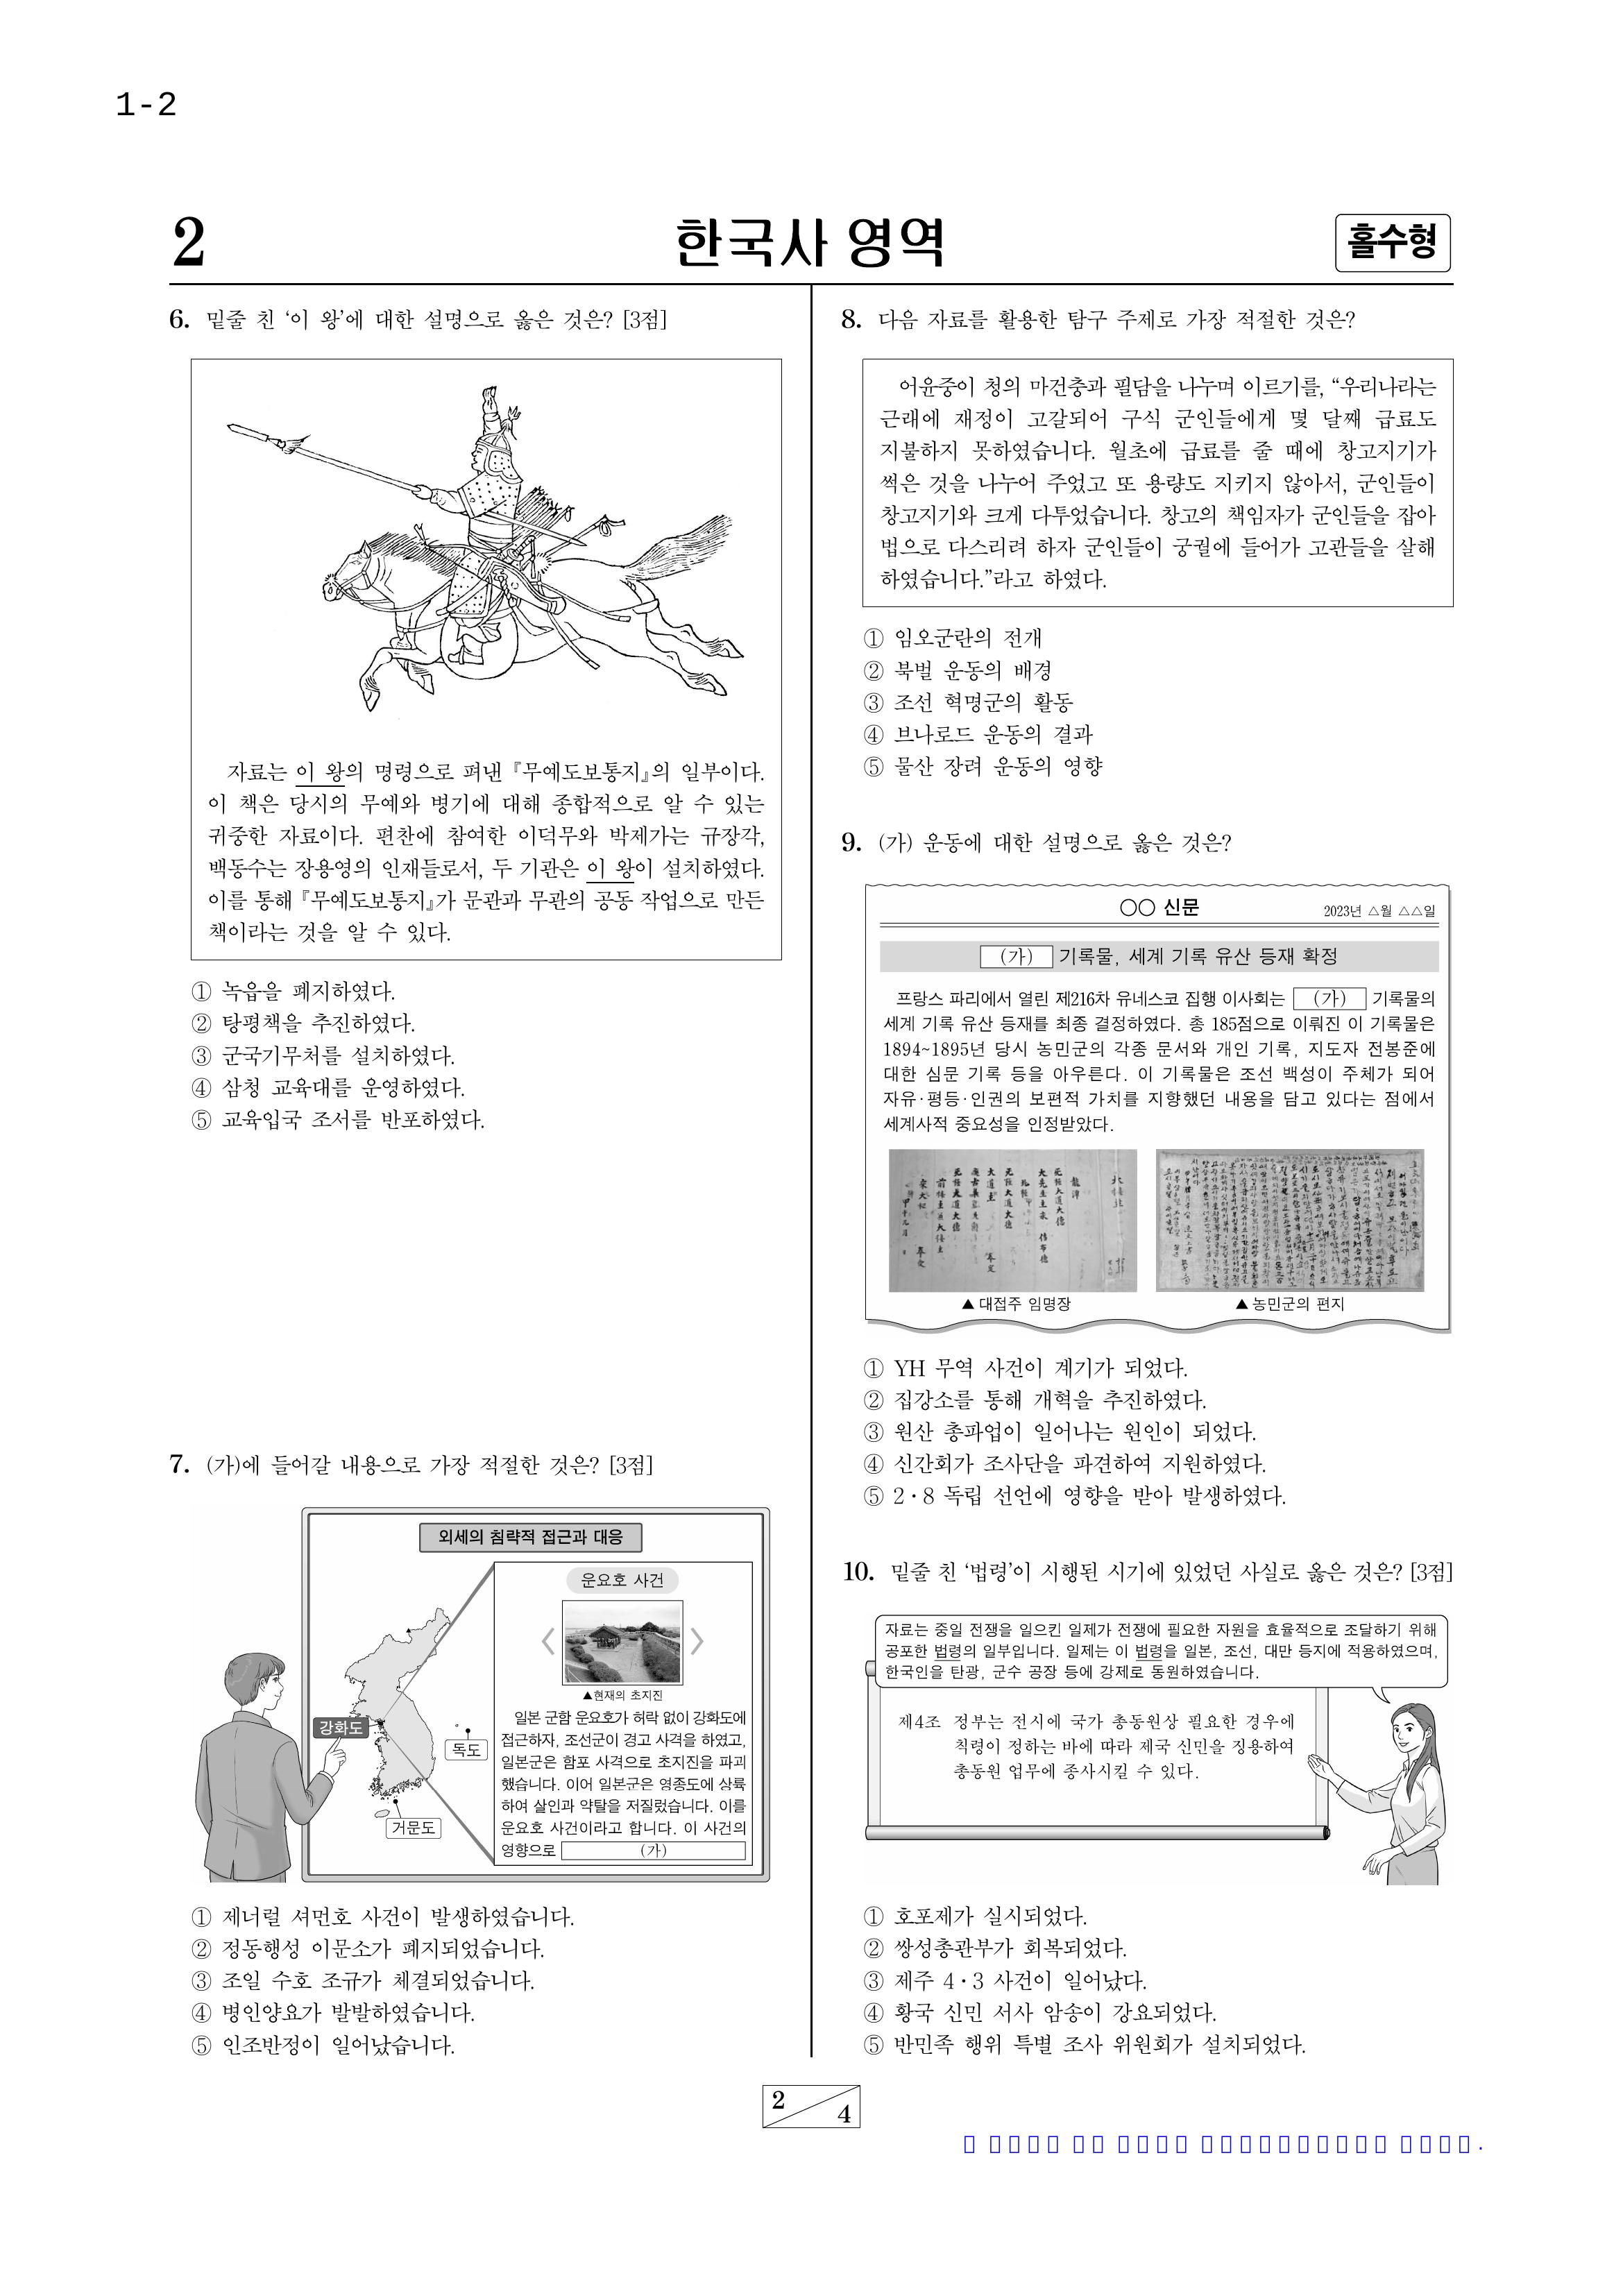 1-2
2
한국사 영역
홀수형
6. 밑줄 친 ‘이 왕’에 대한 설명으로 옳은 것은? [3점]
자료는 이 왕의 명령으로 펴낸 『무예도보통지』의 일부이다.
이 책은 당시의 무예와 병기에 대해 종합적으로 알 수 있는
귀중한 자료이다. 편찬에 참여한 이덕무와 박제가는 규장각,
백동수는 장용영의 인재들로서, 두 기관은 이 왕이 설치하였다.
이를 통해 『무예도보통지』가 문관과 무관의 공동 작업으로 만든
책이라는 것을 알 수 있다.
① 녹읍을 폐지하였다.
② 탕평책을 추진하였다.
③ 군국기무처를 설치하였다.
④ 삼청 교육대를 운영하였다.
⑤ 교육입국 조서를 반포하였다.
7. (가)에 들어갈 내용으로 가장 적절한 것은? [3점]
외세의 침략적 접근과 대응
운요호 사건
▲현재의 초지진
강화도
독도
거문도
일본 군함 운요호가 허락 없이 강화도에
접근하자, 조선군이 경고 사격을 하였고,
일본군은 함포 사격으로 초지진을 파괴
했습니다. 이어 일본군은 영종도에 상륙
하여 살인과 약탈을 저질렀습니다. 이를
운요호 사건이라고 합니다. 이 사건의
영향으로 (가)
① 제너럴 셔먼호 사건이 발생하였습니다.
② 정동행성 이문소가 폐지되었습니다.
③ 조일 수호 조규가 체결되었습니다.
④ 병인양요가 발발하였습니다.
⑤ 인조반정이 일어났습니다.
8. 다음 자료를 활용한 탐구 주제로 가장 적절한 것은?
어윤중이 청의 마건충과 필담을 나누며 이르기를, “우리나라는
근래에 재정이 고갈되어 구식 군인들에게 몇 달째 급료도
지불하지 못하였습니다. 월초에 급료를 줄 때에 창고지기가
썩은 것을 나누어 주었고 또 용량도 지키지 않아서, 군인들이
창고지기와 크게 다투었습니다. 창고의 책임자가 군인들을 잡아
법으로 다스리려 하자 군인들이 궁궐에 들어가 고관들을 살해
하였습니다.”라고 하였다.
① 임오군란의 전개
② 북벌 운동의 배경
③ 조선 혁명군의 활동
④ 브나로드 운동의 결과
⑤ 물산 장려 운동의 영향
9. (가) 운동에 대한 설명으로 옳은 것은?
○○ 신문
2023년 △월 △△일
(가) 기록물, 세계 기록 유산 등재 확정
프랑스 파리에서 열린 제216차 유네스코 집행 이사회는 (가) 기록물의
세계 기록 유산 등재를 최종 결정하였다. 총 185점으로 이뤄진 이 기록물은
1894~1895년 당시 농민군의 각종 문서와 개인 기록, 지도자 전봉준에
대한 심문 기록 등을 아우른다. 이 기록물은 조선 백성이 주체가 되어
자유·평등·인권의 보편적 가치를 지향했던 내용을 담고 있다는 점에서
세계사적 중요성을 인정받았다.
▲ 대접주 임명장
▲ 농민군의 편지
① YH 무역 사건이 계기가 되었다.
② 집강소를 통해 개혁을 추진하였다.
③ 원산 총파업이 일어나는 원인이 되었다.
④ 신간회가 조사단을 파견하여 지원하였다.
⑤ 2·8 독립 선언에 영향을 받아 발생하였다.
10. 밑줄 친 ‘법령’이 시행된 시기에 있었던 사실로 옳은 것은? [3점]
자료는 중일 전쟁을 일으킨 일제가 전쟁에 필요한 자원을 효율적으로 조달하기 위해
공포한 법령의 일부입니다. 일제는 이 법령을 일본, 조선, 대만 등지에 적용하였으며,
한국인을 탄광, 군수 공장 등에 강제로 동원하였습니다.
제4조 정부는 전시에 국가 총동원상 필요한 경우에
칙령이 정하는 바에 따라 제국 신민을 징용하여
총동원 업무에 종사시킬 수 있다.
① 호포제가 실시되었다.
② 쌍성총관부가 회복되었다.
③ 제주 4·3 사건이 일어났다.
④ 황국 신민 서사 암송이 강요되었다.
⑤ 반민족 행위 특별 조사 위원회가 설치되었다.
2
4